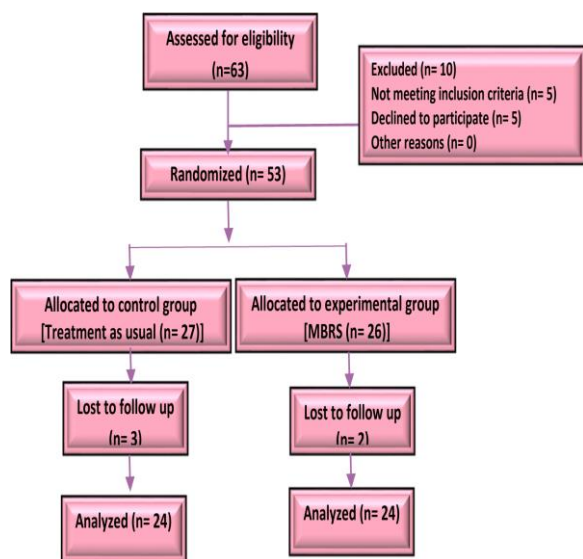 Assessed for eligibility
(n=63)
Excluded (n= 10)
Not meeting inclusion criteria (n= 5)
Declined to participate (n= 5)
Other reasons (n= 0)
Randomized (n= 53)
Allocated to control group
[Treatment as usual (n= 27)]
Allocated to experimental group
[MBRS (n= 26)]
Lost to follow up
(n= 3)
Lost to follow up
(n= 2)
Analyzed (n= 24)
Analyzed (n= 24)